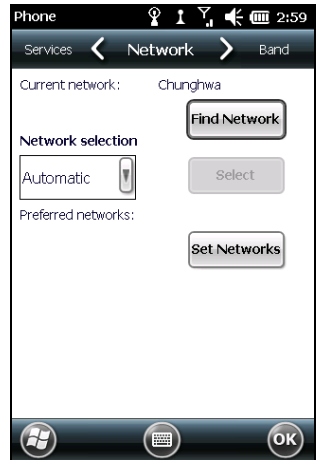 Phone 2:59
Services Network Band
Current network: Chunghwa
Find Network
Network selection
Automatic Select
Preferred networks:
Set Networks
OK